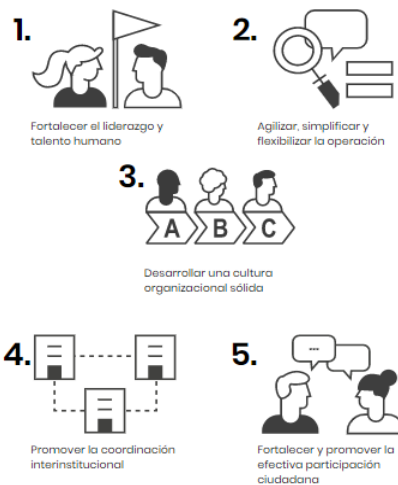 1.
Fortalecer el liderazgo y
talento humano
2.
Agilizar, simplificar y
flexibilizar la operación
3.
A B C
Desarrollar una cultura
organizacional sólida
4.
Promover la coordinación
interinstitucional
5.
...
Fortalecer y promover la
efectiva participación
ciudadana